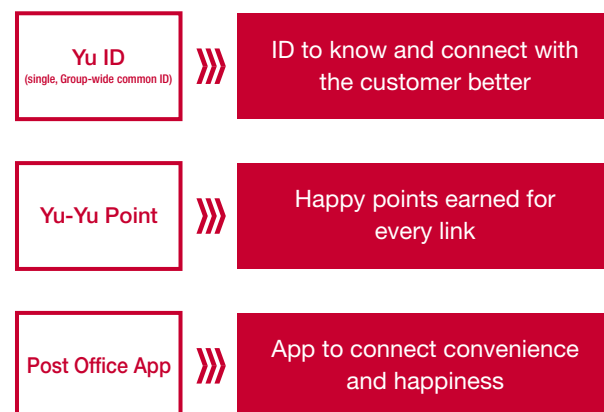 Yu ID
(single, Group-wide common ID)
ID to know and connect with
the customer better
Yu-Yu Point
Happy points earned for
every link
Post Office App
App to connect convenience
and happiness